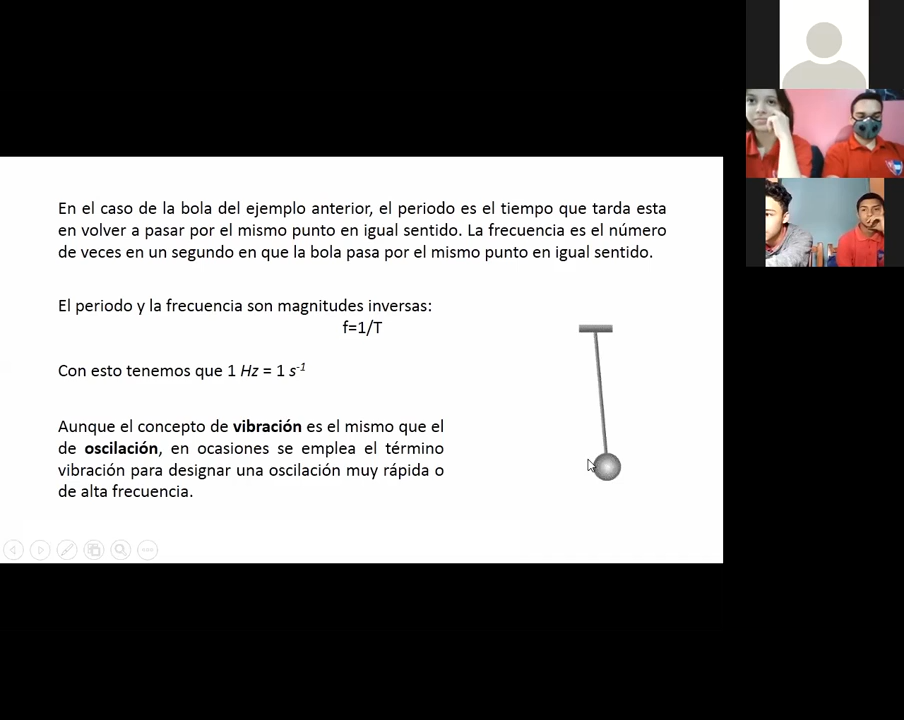 En el caso de la bola del ejemplo anterior, el periodo es el tiempo que tarda esta
en volver a pasar por el mismo punto en igual sentido. La frecuencia es el número
de veces en un segundo en que la bola pasa por el mismo punto en igual sentido.
El periodo y la frecuencia son magnitudes inversas:
f=1/T
Con esto tenemos que 1 Hz = 1 s⁻¹
Aunque el concepto de vibración es el mismo que el
de oscilación, en ocasiones se emplea el término
vibración para designar una oscilación muy rápida o
de alta frecuencia.